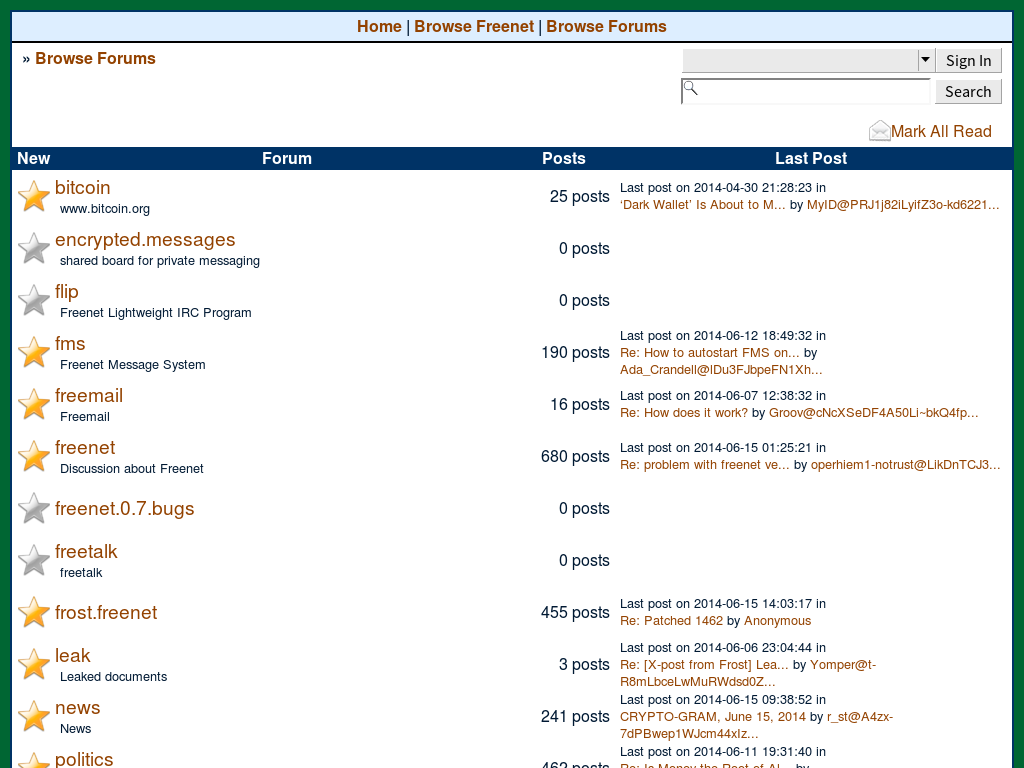 Home | Browse Freenet | Browse Forums
» Browse Forums
Sign In
Search
Mark All Read
New Forum Posts Last Post
bitcoin
www.bitcoin.org
25 posts
Last post on 2014-04-30 21:28:23 in
'Dark Wallet' Is About to M... by MyID@PRJ1j82iLyifZ3o-kd6221...
encrypted.messages
shared board for private messaging
0 posts
flip
Freenet Lightweight IRC Program
0 posts
fms
Freenet Message System
190 posts
Last post on 2014-06-12 18:49:32 in
Re: How to autostart FMS on... by
Ada_Crandell@lDu3FJbpeFN1Xh...
freemail
Freemail
16 posts
Last post on 2014-06-07 12:38:32 in
Re: How does it work? by Groov@cNcXSeDF4A50Li~bkQ4fp...
freenet
Discussion about Freenet
680 posts
Last post on 2014-06-15 01:25:21 in
Re: problem with freenet ve... by operhiem1-notrust@LikDnTCJ3...
freenet.0.7.bugs
0 posts
freetalk
freetalk
0 posts
frost.freenet
455 posts
Last post on 2014-06-15 14:03:17 in
Re: Patched 1462 by Anonymous
leak
Leaked documents
3 posts
Last post on 2014-06-06 23:04:44 in
Re: [X-post from Frost] Lea... by Yomper@t-
R8mLbceLwMuRWdsd0Z...
news
News
241 posts
Last post on 2014-06-15 09:38:52 in
CRYPTO-GRAM, June 15, 2014 by r_st@A4zx-
7dPBwep1WJcm44xIz...
politics
462 posts
Last post on 2014-06-11 19:31:40 in
Re: Is Money the Root of Al... by